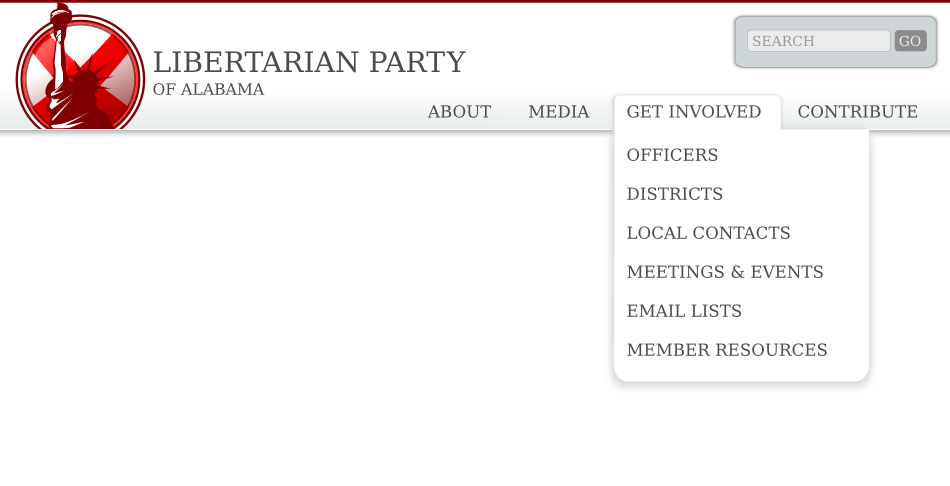 LIBERTARIAN PARTY
OF ALABAMA
SEARCH
GO
ABOUT
MEDIA
GET INVOLVED
CONTRIBUTE
OFFICERS
DISTRICTS
LOCAL CONTACTS
MEETINGS & EVENTS
EMAIL LISTS
MEMBER RESOURCES